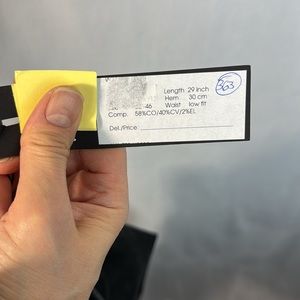 Length 29 Inch
Hem 30 cm
46 Waist low fit
Comp. 58%CO/40%CV/2%EL
Del./Price:
363